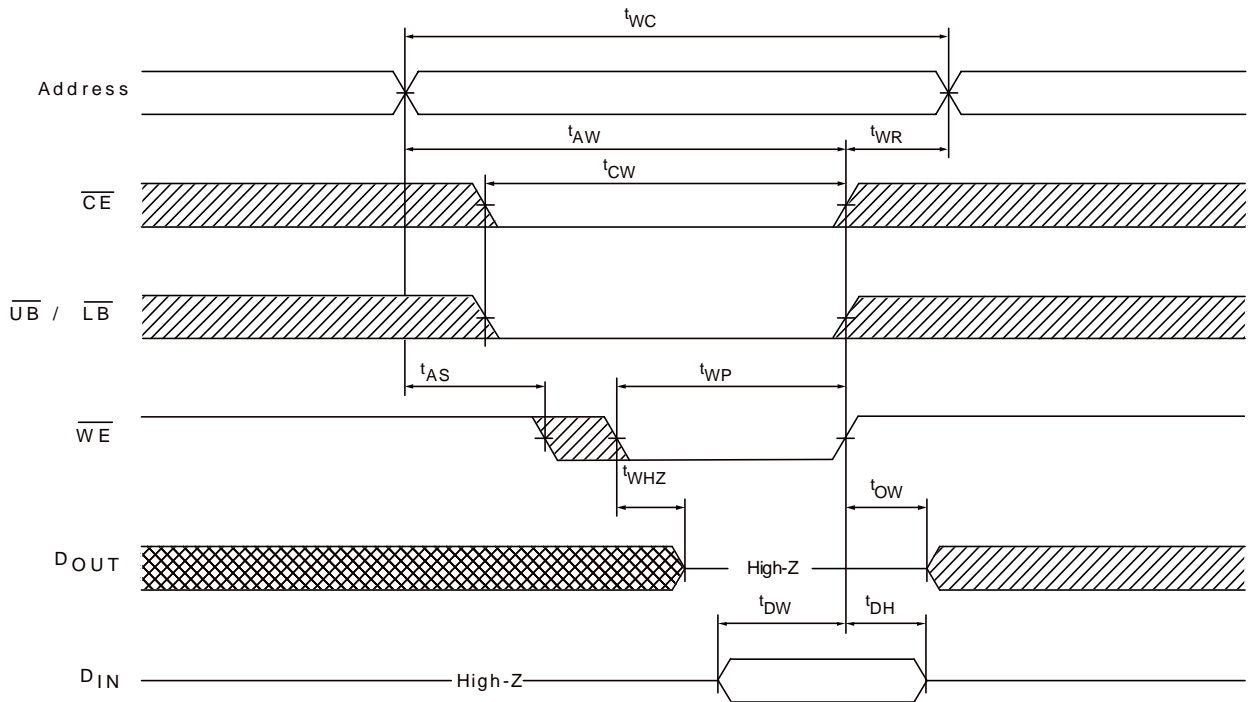 tWC
Address
tAW
tWR
tCW
CE
UB / LB
tAS
tWP
WE
tWHZ
tOW
DOUT
High-Z
tDW
tDH
DIN
High-Z